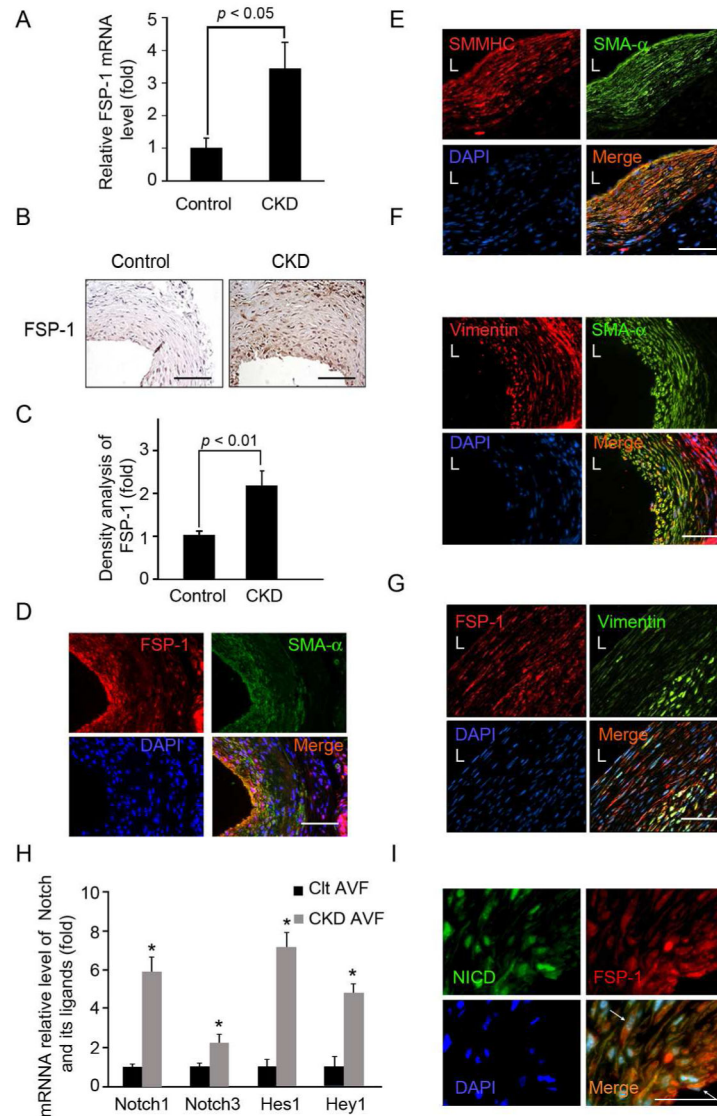 A
Relative FSP-1 mRNA
level (fold)
p < 0.05
5
4
3
2
1
0
Control CKD
B
Control CKD
FSP-1
C
Density analysis of
FSP-1 (fold)
p < 0.01
3
2
1
0
Control CKD
D
FSP-1 SMA-α
DAPI Merge
H
mRNNA relative level of Notch
and its ligands (fold)
10
8
6
4
2
0
Clt AVF
CKD AVF
* * * *
Notch1 Notch3 Hes1 Hey1
E
SMMHC SMA-α
L L
DAPI Merge
L L
F
Vimentin SMA-α
L L
DAPI Merge
L L
G
FSP-1 Vimentin
L L
DAPI Merge
L L
I
NICD FSP-1
DAPI Merge